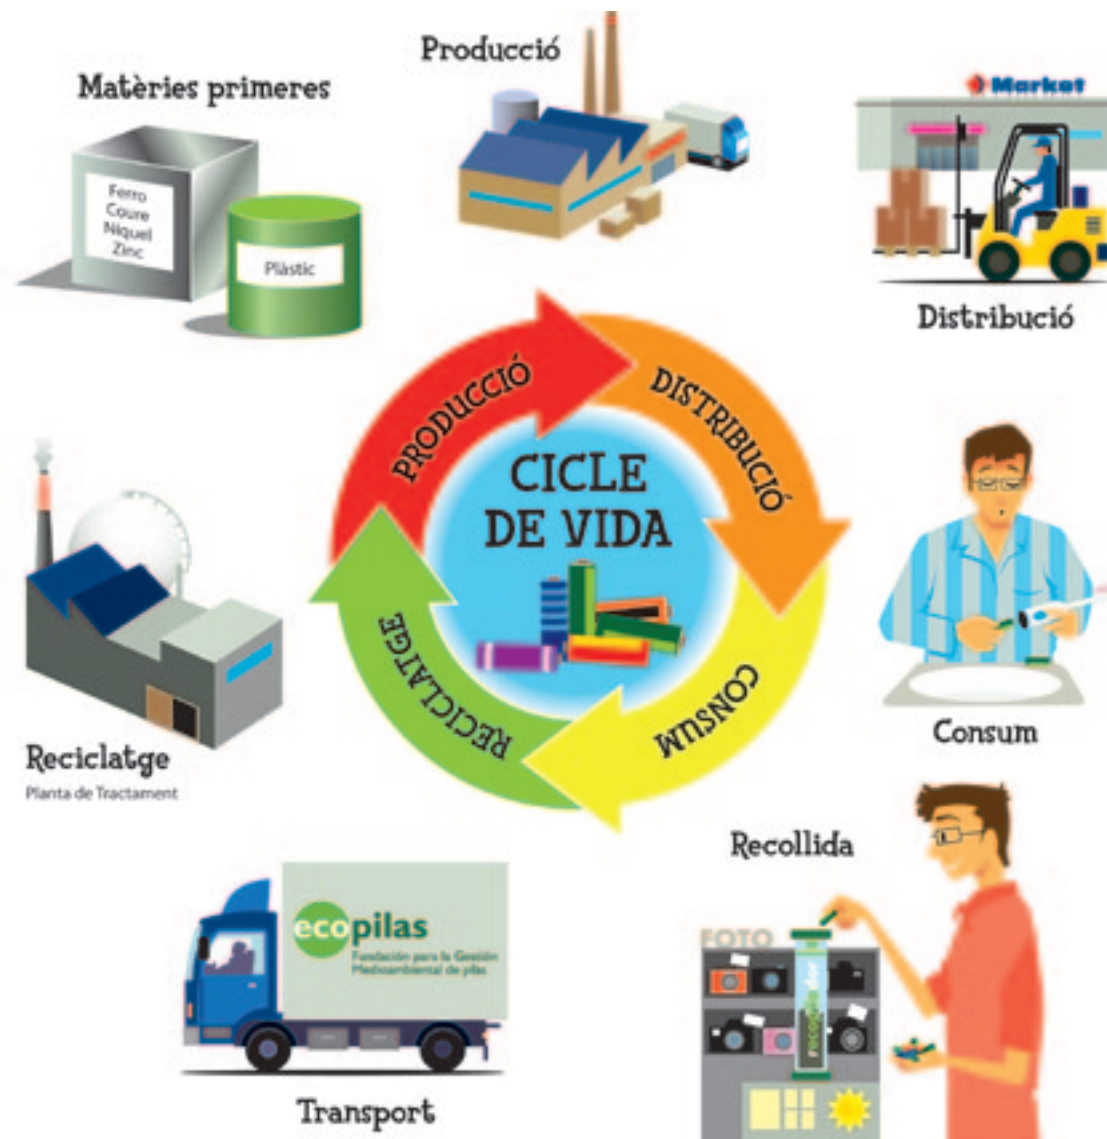 Producció
Matèries primeres
Market
Ferro
Coure
Níquel
Zinc
Plàstic
Distribució
PRODUCCIÓ
DISTRIBUCIÓ
CICLE
DE VIDA
CONSUM
RECICLATGE
Reciclatge
Planta de Tractament
Consum
Recollida
ecopilas
Fundación para la Gestión
Medioambiental de pilas
FOTO
recopilador
Transport